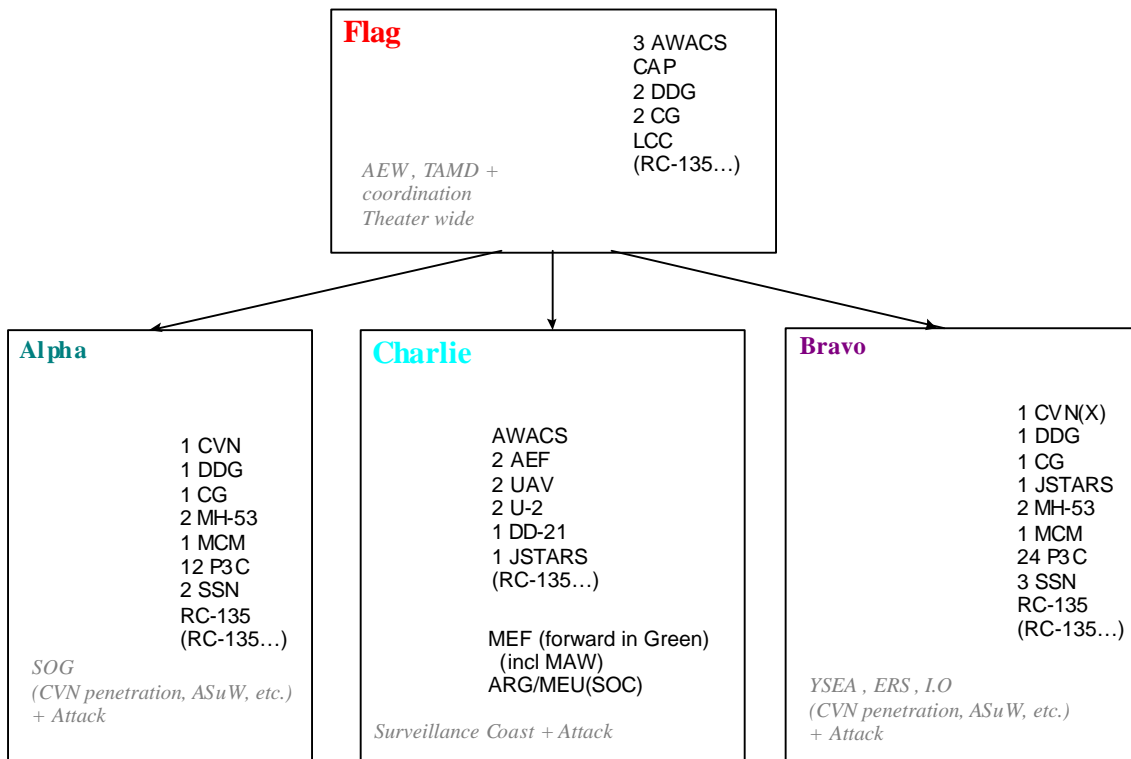 Flag
3 AWACS
CAP
2 DDG
2 CG
LCC
(RC-135…)
AEW , TAMD +
coordination
Theater wide
Alpha
1 CVN
1 DDG
1 CG
2 MH-53
1 MCM
12 P3C
2 SSN
RC-135
(RC-135…)
SOG
(CVN penetration, ASuW, etc.)
+ Attack
Charlie
AWACS
2 AEF
2 UAV
2 U-2
1 DD-21
1 JSTARS
(RC-135…)
MEF (forward in Green)
(incl MAW)
ARG/MEU(SOC)
Surveillance Coast + Attack
Bravo
1 CVN(X)
1 DDG
1 CG
1 JSTARS
2 MH-53
1 MCM
24 P3C
3 SSN
RC-135
(RC-135…)
YSEA , ERS , I.O
(CVN penetration, ASuW, etc.)
+ Attack